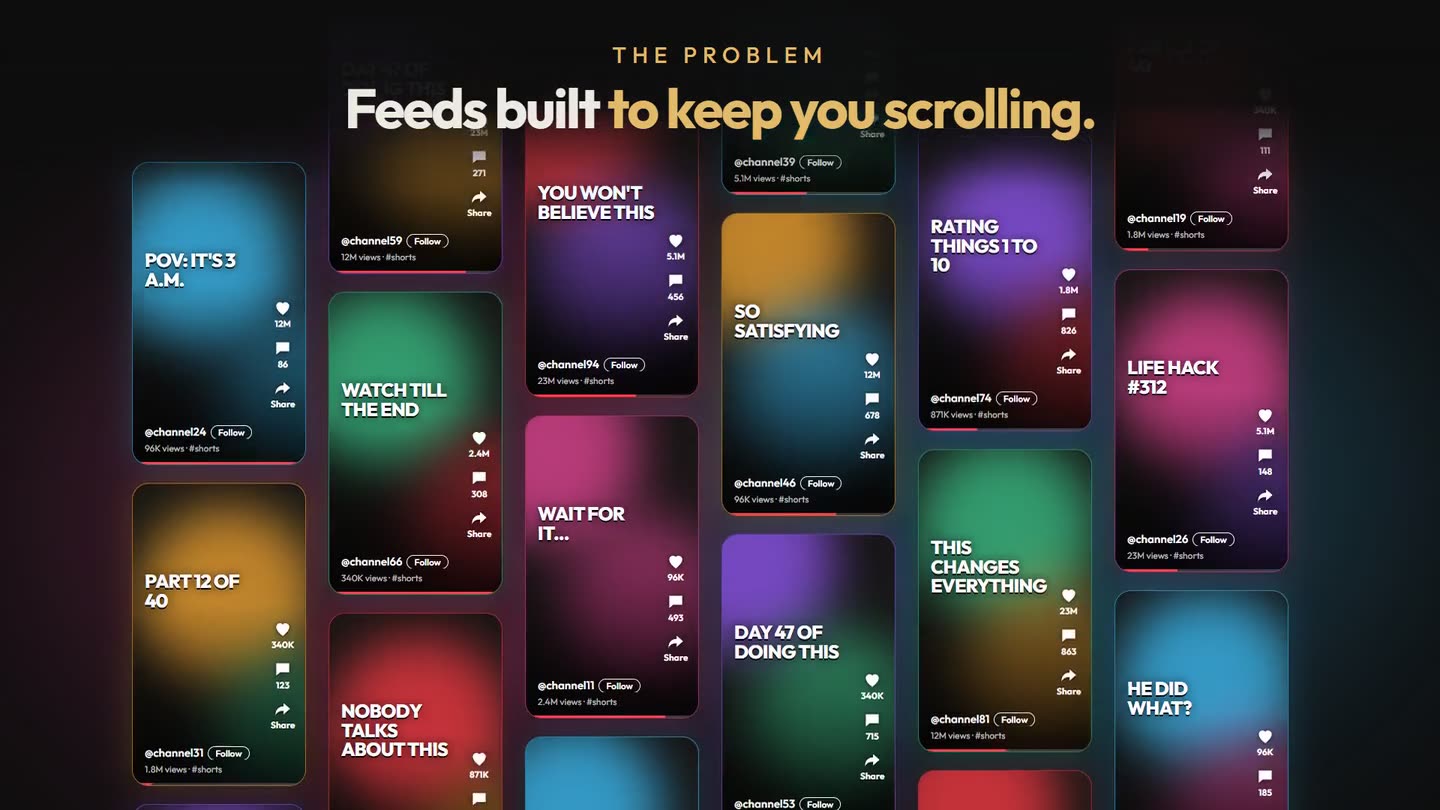 THE PROBLEM
Feeds built to keep you scrolling.
POV: IT'S 3
A.M.
12M
86
Share
@channel24 Follow
96K views · #shorts
PART 12 OF
40
340K
123
Share
@channel31 Follow
1.8M views · #shorts
DAY 47 OF
DOING THIS
23M
271
Share
@channel59 Follow
12M views · #shorts
WATCH TILL
THE END
2.4M
308
Share
@channel66 Follow
340K views · #shorts
NOBODY
TALKS
ABOUT THIS
871K
YOU WON'T
BELIEVE THIS
5.1M
456
Share
@channel94 Follow
23M views · #shorts
WAIT FOR
IT...
96K
493
Share
@channel11 Follow
2.4M views · #shorts
Share
@channel39 Follow
5.1M views · #shorts
SO
SATISFYING
12M
678
Share
@channel46 Follow
96K views · #shorts
DAY 47 OF
DOING THIS
340K
715
Share
@channel53 Follow
RATING
THINGS 1 TO
10
1.8M
826
Share
@channel74 Follow
871K views · #shorts
THIS
CHANGES
EVERYTHING
23M
863
Share
@channel81 Follow
12M views · #shorts
40
340K
111
Share
@channel19 Follow
1.8M views · #shorts
LIFE HACK
#312
5.1M
148
Share
@channel26 Follow
23M views · #shorts
HE DID
WHAT?
96K
185